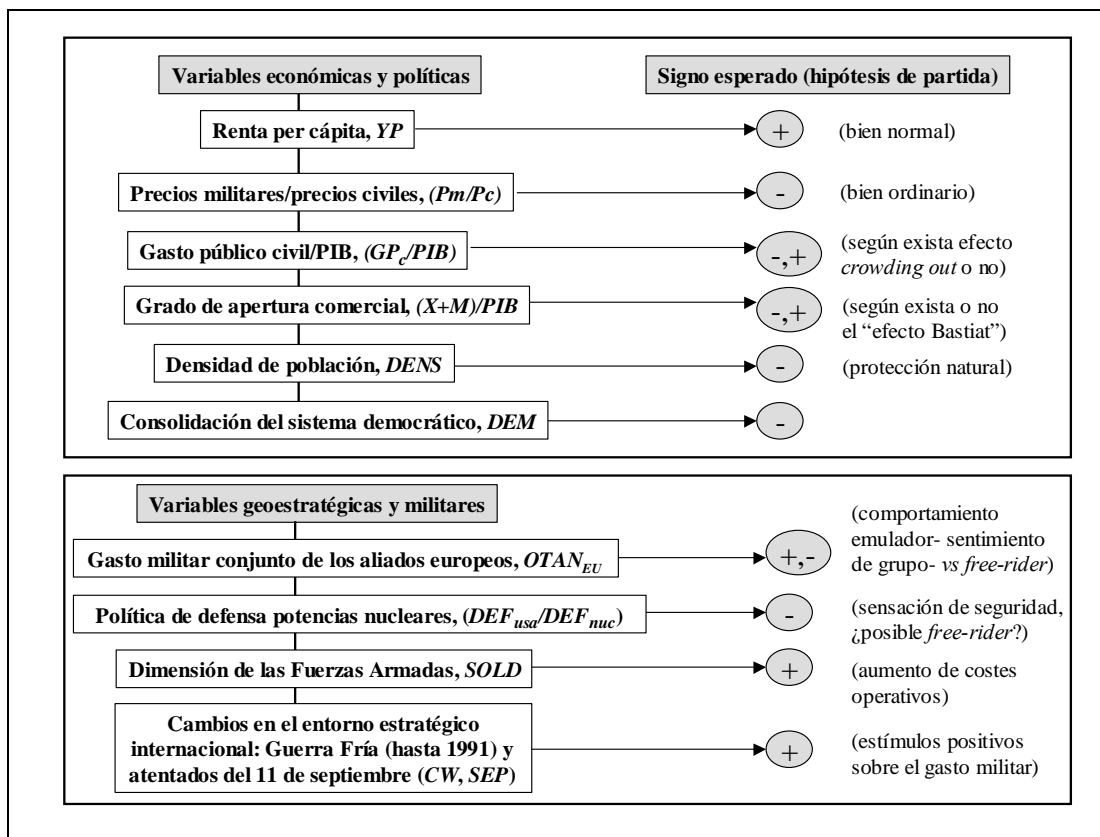 Variables económicas y políticas
Signo esperado (hipótesis de partida)
Renta per cápita, YP
+
(bien normal)
Precios militares/precios civiles, (Pm/Pc)
-
(bien ordinario)
Gasto público civil/PIB, (GPc/PIB)
-,+
(según exista efecto
crowding out o no)
Grado de apertura comercial, (X+M)/PIB
-,+
(según exista o no
el “efecto Bastiat”)
Densidad de población, DENS
-
(protección natural)
Consolidación del sistema democrático, DEM
-
Variables geoestratégicas y militares
Gasto militar conjunto de los aliados europeos, OTANEU
+,-
(comportamiento
emulador- sentimiento
de grupo- vs free-rider)
Política de defensa potencias nucleares, (DEFusa/DEFnuc)
-
(sensación de seguridad,
¿posible free-rider?)
Dimensión de las Fuerzas Armadas, SOLD
+
(aumento de costes
operativos)
Cambios en el entorno estratégico
internacional: Guerra Fría (hasta 1991) y
atentados del 11 de septiembre (CW, SEP)
+
(estímulos positivos
sobre el gasto militar)